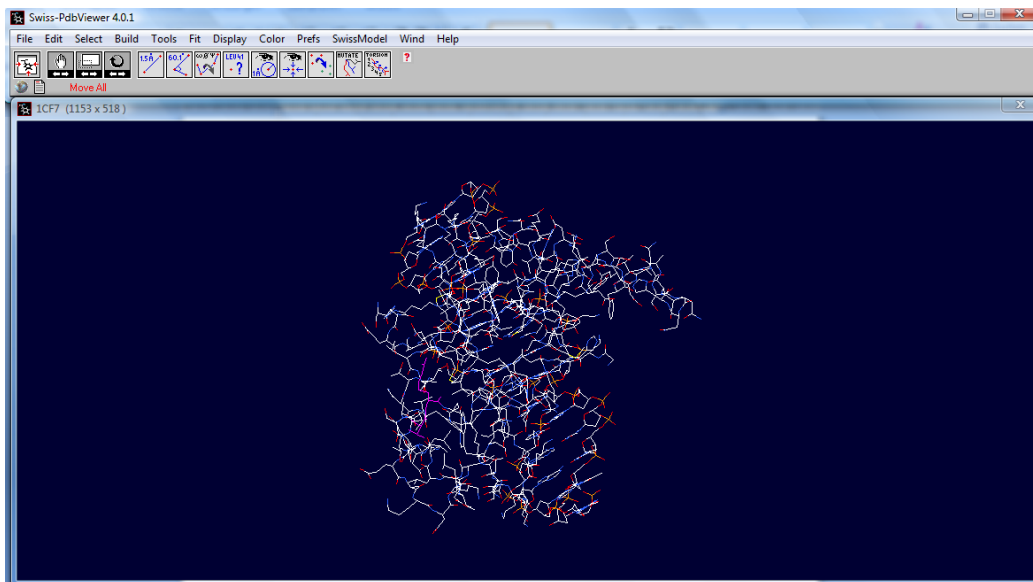 Swiss-PdbViewer 4.0.1
File Edit Select Build Tools Fit Display Color Prefs SwissModel Wind Help
1.5Å 60.1° ω,Φ,Ψ LEU41 ? 1Å MUTATE TORSION ?
Move All
1CF7 (1153 x 518 )